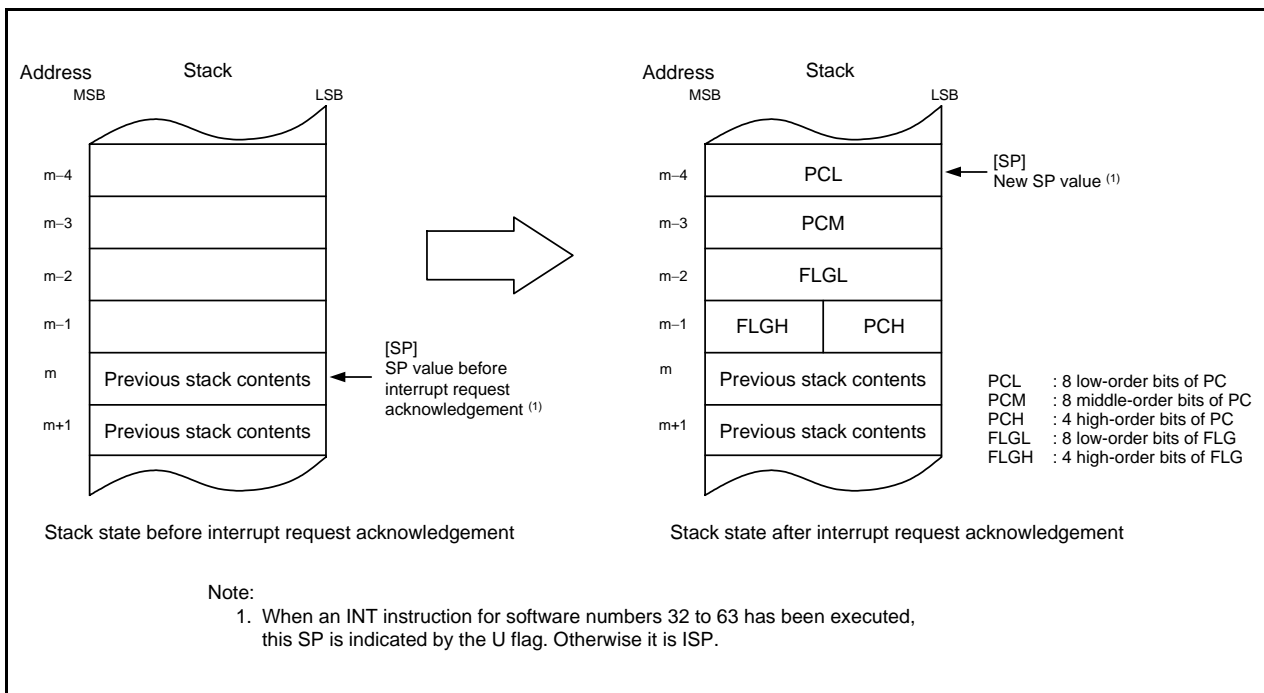 Address Stack
MSB LSB
m−4
m−3
m−2
m−1
m Previous stack contents
m+1 Previous stack contents
[SP]
SP value before
interrupt request
acknowledgement (1)
Stack state before interrupt request acknowledgement
Address Stack
MSB LSB
m−4 PCL
m−3 PCM
m−2 FLGL
m−1 FLGH PCH
m Previous stack contents
m+1 Previous stack contents
[SP]
New SP value (1)
PCL : 8 low-order bits of PC
PCM : 8 middle-order bits of PC
PCH : 4 high-order bits of PC
FLGL : 8 low-order bits of FLG
FLGH : 4 high-order bits of FLG
Stack state after interrupt request acknowledgement
Note:
1. When an INT instruction for software numbers 32 to 63 has been executed,
this SP is indicated by the U flag. Otherwise it is ISP.